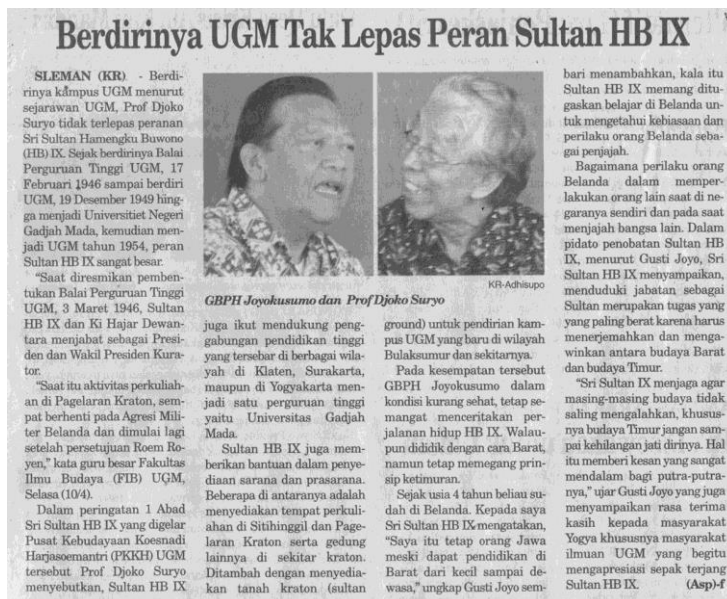 Berdirinya UGM Tak Lepas Peran Sultan HB IX
SLEMAN (KR) - Berdi-
rinya kampus UGM menurut
sejarawan UGM, Prof Djoko
Suryo tidak terlepas peranan
Sri Sultan Hamengku Buwono
(HB) IX. Sejak berdirinya Balai
Perguruan Tinggi UGM, 17
Februari 1946 sampai berdiri
UGM, 19 Desember 1949 hing-
ga menjadi Universitiet Negeri
Gadjah Mada, kemudian men-
jadi UGM tahun 1954, peran
Sultan HB IX sangat besar.
"Saat diresmikan pemben-
tukan Balai Perguruan Tinggi
UGM, 3 Maret 1946, Sultan
HB IX dan Ki Hajar Dewan-
tara menjabat sebagai Presi-
den dan Wakil Presiden Kura-
tor.
"Saat itu aktivitas perkuliah-
an di Pagelaran Kraton, sem-
pat berhenti pada Agresi Mili-
ter Belanda dan dimulai lagi
setelah persetujuan Roem Ro-
yen," kata guru besar Fakultas
Ilmu Budaya (FIB) UGM,
Selasa (10/4).
Dalam peringatan 1 Abad
Sri Sultan HB IX yang digelar
Pusat Kebudayaan Koesnadi
Harjasoemantri (PKKH) UGM
tersebut Prof Djoko Suryo
menyebutkan, Sultan HB IX
KR-Adhisupo
GBPH Joyokusumo dan Prof Djoko Suryo
juga ikut mendukung peng-
gabungan pendidikan tinggi
yang tersebar di berbagai wila-
yah di Klaten, Surakarta,
maupun di Yogyakarta men-
jadi satu perguruan tinggi
yaitu Universitas Gadjah
Mada.
Sultan HB IX juga mem-
berikan bantuan dalam penye-
diaan sarana dan prasarana.
Beberapa di antaranya adalah
menyediakan tempat perkuli-
ahan di Sitihinggil dan Page-
laran Kraton serta gedung
lainnya di sekitar kraton.
Ditambah dengan menyedia-
kan tanah kraton (sultan
ground) untuk pendirian kam-
pus UGM yang baru di wilayah
Bulaksumur dan sekitarnya.
Pada kesempatan tersebut
GBPH Joyokusumo dalam
kondisi kurang sehat, tetap se-
mangat menceritakan per-
jalanan hidup HB IX. Walau-
pun dididik dengan cara Barat,
namun tetap memegang prin-
sip ketimuran.
Sejak usia 4 tahun beliau su-
dah di Belanda. Kepada saya
Sri Sultan HB IX mengatakan,
"Saya itu tetap orang Jawa
meski dapat pendidikan di
Barat dari kecil sampai de-
wasa," ungkap Gusti Joyo sem-
bari menambahkan, kala itu
Sultan HB IX memang ditu-
gaskan belajar di Belanda un-
tuk mengetahui kebiasaan dan
perilaku orang Belanda seba-
gai penjajah.
Bagaimana perilaku orang
Belanda dalam memper-
lakukan orang lain saat di ne-
garanya sendiri dan pada saat
menjajah bangsa lain. Dalam
pidato penobatan Sultan HB
IX, menurut Gusti Joyo, Sri
Sultan HB IX menyampaikan,
menduduki jabatan sebagai
Sultan merupakan tugas yang
yang paling berat karena harus
menerjemahkan dan menga-
winkan antara budaya Barat
dan budaya Timur.
"Sri Sultan IX menjaga agar
masing-masing budaya tidak
saling mengalahkan, khusus-
nya budaya Timur jangan sam-
pai kehilangan jati dirinya. Hal
itu memberi kesan yang sangat
mendalam bagi putra-putra-
nya," ujar Gusti Joyo yang juga
menyampaikan rasa terima
kasih kepada masyarakat
Yogya khususnya masyarakat
ilmuan UGM yang begitu
mengapresiasi sepak terjang
Sultan HB IX. (Asp)-f